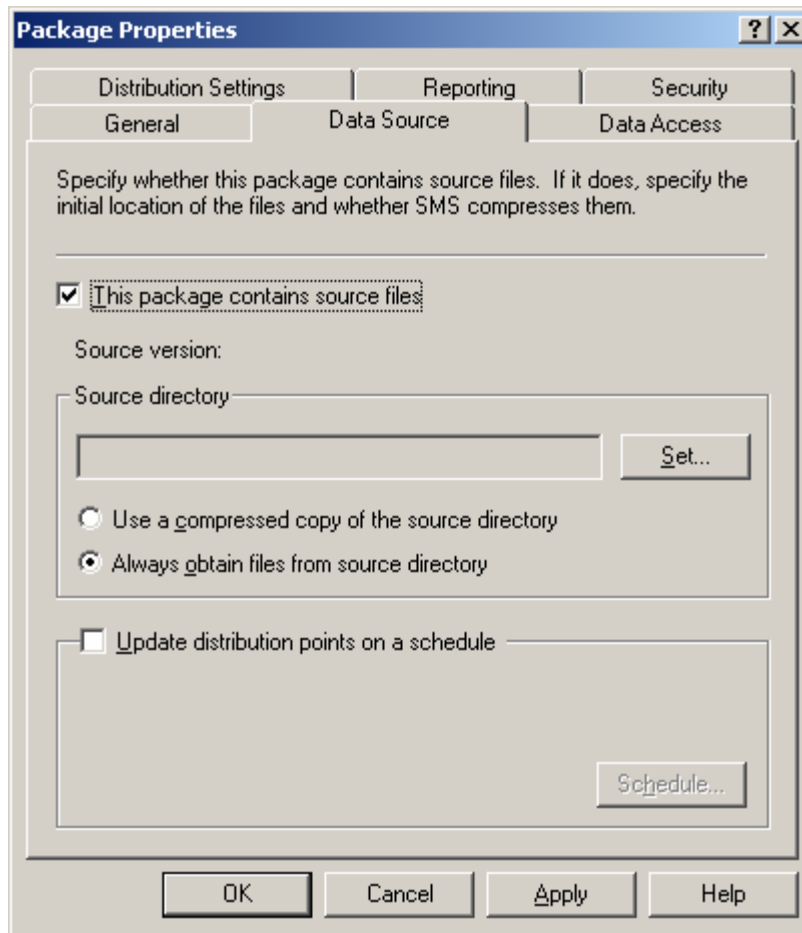 Package Properties
Distribution Settings Reporting Security
General Data Source Data Access
Specify whether this package contains source files. If it does, specify the
initial location of the files and whether SMS compresses them.
This package contains source files
Source version:
Source directory
Set...
Use a compressed copy of the source directory
Always obtain files from source directory
Update distribution points on a schedule
Schedule...
OK Cancel Apply Help